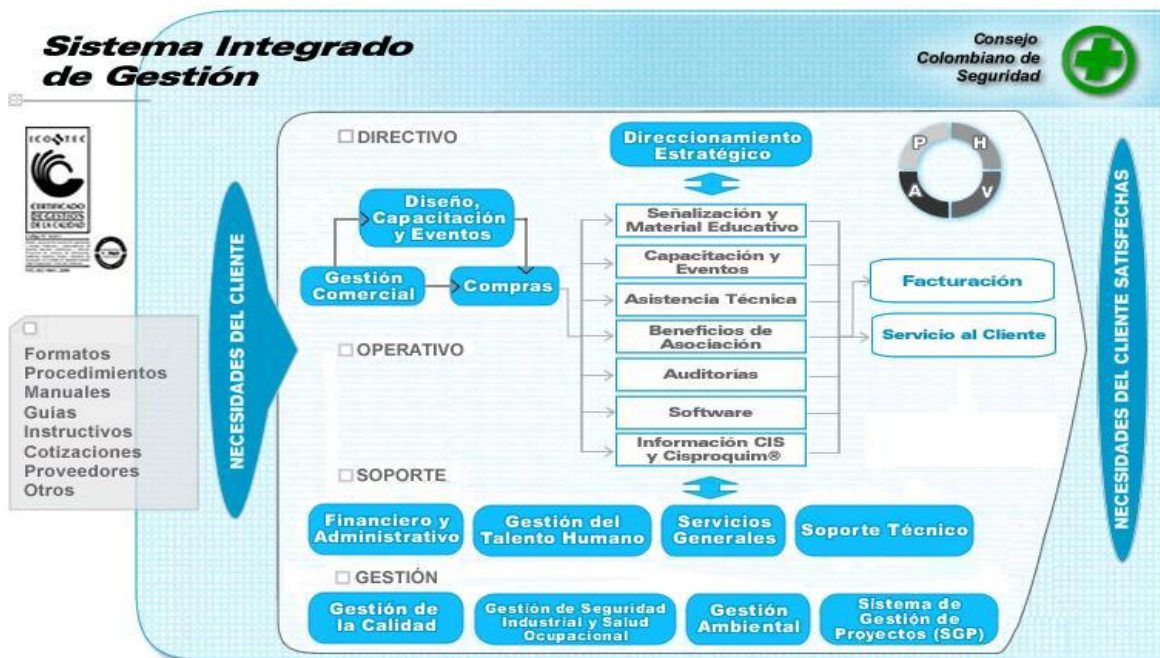 Sistema Integrado
de Gestión
Consejo
Colombiano de
Seguridad
ICONTEC
CERTIFICADO
DE GESTION
DE LA CALIDAD
Formatos
Procedimientos
Manuales
Guías
Instructivos
Cotizaciones
Proveedores
Otros
NECESIDADES DEL CLIENTE
DIRECTIVO
Direccionamiento
Estratégico
P
H
A
V
Diseño,
Capacitación
y Eventos
Gestión
Comercial
Compras
OPERATIVO
Señalización y
Material Educativo
Capacitación y
Eventos
Asistencia Técnica
Beneficios de
Asociación
Auditorías
Software
Información CIS
y Cisproquim®
Facturación
Servicio al Cliente
SOPORTE
Financiero y
Administrativo
Gestión del
Talento Humano
Servicios
Generales
Soporte Técnico
GESTIÓN
Gestión de
la Calidad
Gestión de Seguridad
Industrial y Salud
Ocupacional
Gestión
Ambiental
Sistema de
Gestión de
Proyectos (SGP)
NECESIDADES DEL CLIENTE SATISFECHAS